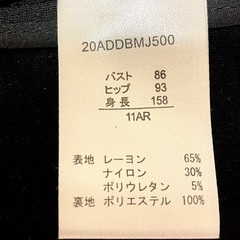 20ADDBMJ500
バスト 86
ヒップ 93
身長 158
11AR
表地 レーヨン 65%
ナイロン 30%
ポリウレタン 5%
裏地 ポリエステル 100%